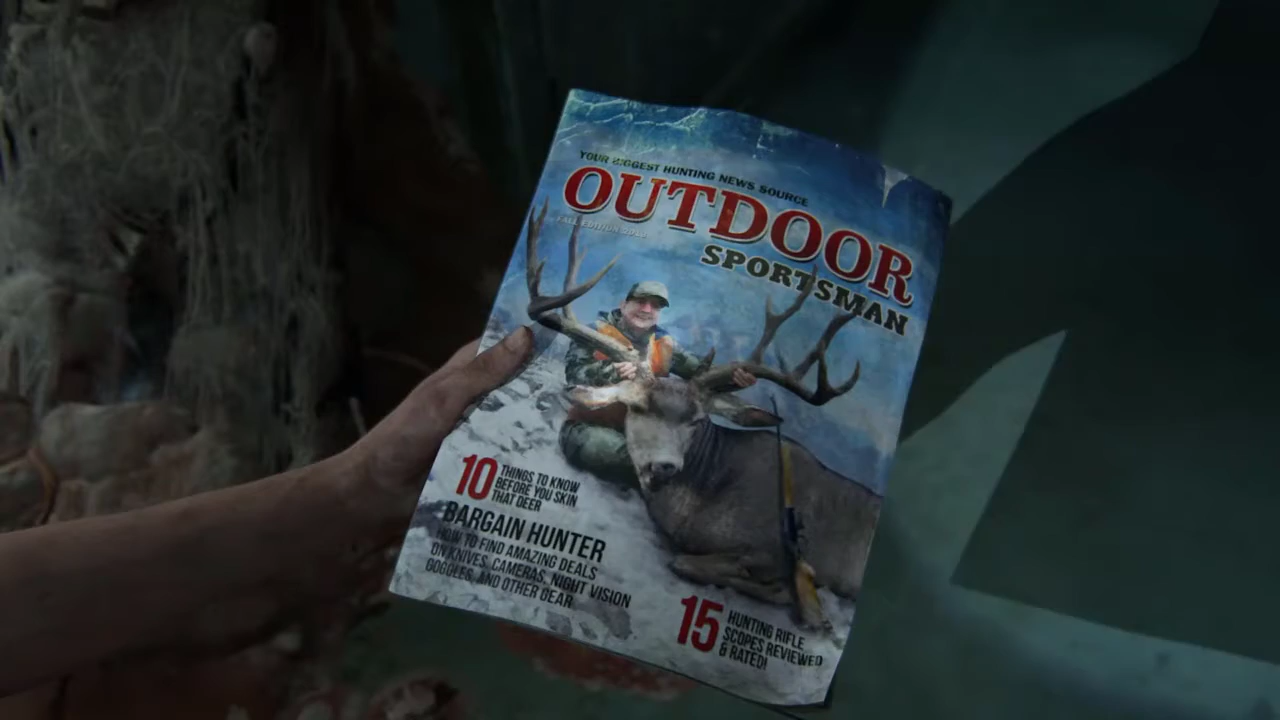 YOUR BIGGEST HUNTING NEWS SOURCE
OUTDOOR
FALL EDITION
SPORTSMAN
10 THINGS TO KNOW
BEFORE YOU SKIN
THAT DEER
BARGAIN HUNTER
HOW TO FIND AMAZING DEALS
ON KNIVES, CAMERAS, NIGHT VISION
GOGGLES, AND OTHER GEAR
15 HUNTING RIFLE
SCOPES REVIEWED
& RATED!